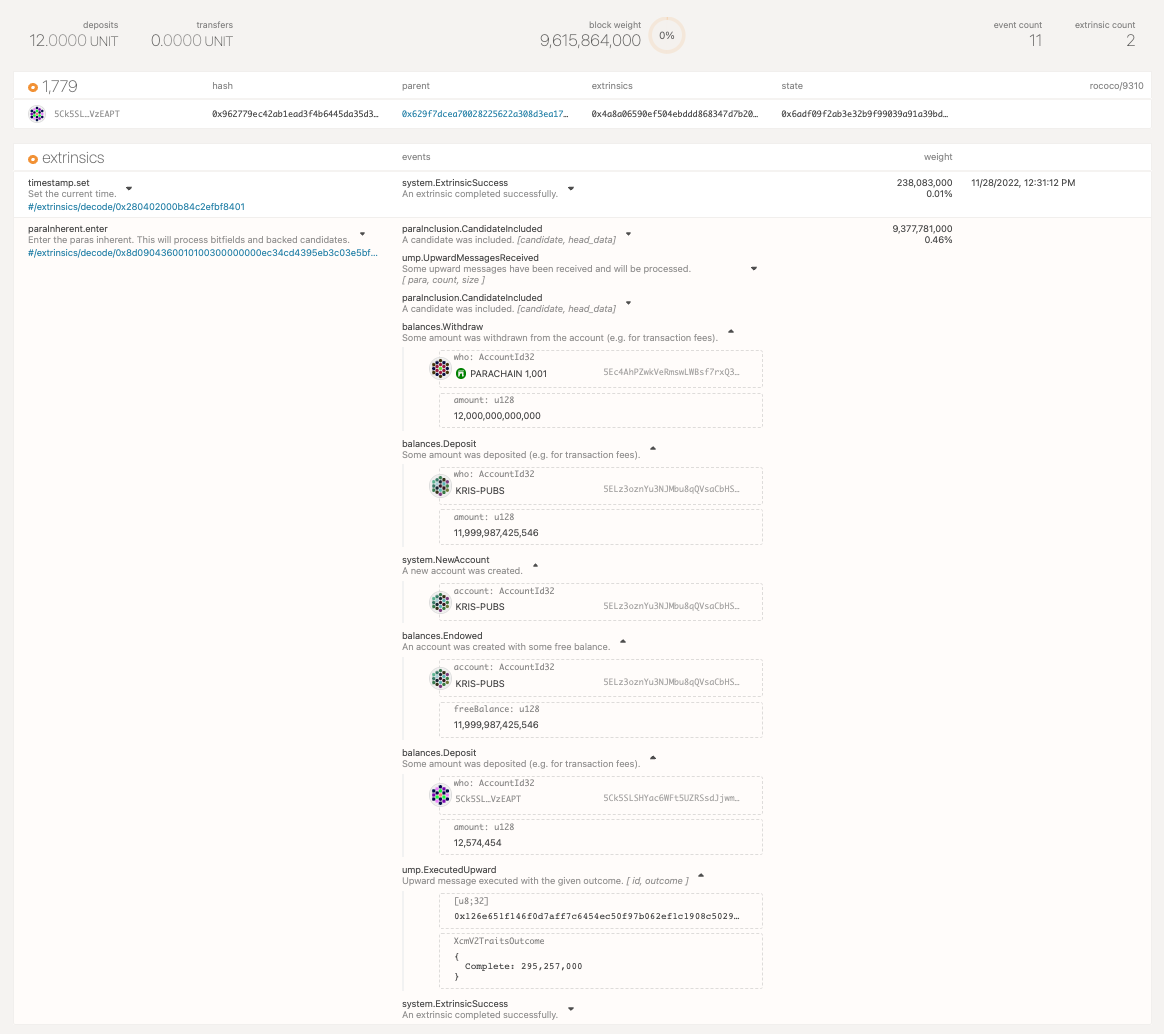 deposits
12.0000 UNIT
transfers
0.0000 UNIT
block weight
9,615,864,000
0%
event count
11
extrinsic count
2
1,779 hash parent extrinsics state rococo/9310
5Ck5SL…VzEAPT 0x962779ec42ab1ead3f4b6445da35d3… 0x629f7dcea70028225622a308d3ea17… 0x4a8a06590ef504ebddd868347d7b20… 0x6adf09f2ab3e32b9f99039a91a39bd…
extrinsics events weight
timestamp.set
Set the current time.
#/extrinsics/decode/0x280402000b84c2efbf8401
system.ExtrinsicSuccess
An extrinsic completed successfully.
238,083,000
0.01%
11/28/2022, 12:31:12 PM
paraInherent.enter
Enter the paras inherent. This will process bitfields and backed candidates.
#/extrinsics/decode/0x8d0904360010100300000000ec34cd4395eb3c03e5bf…
paraInclusion.CandidateIncluded
A candidate was included. [candidate, head_data]
9,377,781,000
0.46%
ump.UpwardMessagesReceived
Some upward messages have been received and will be processed.
[ para, count, size ]
paraInclusion.CandidateIncluded
A candidate was included. [candidate, head_data]
balances.Withdraw
Some amount was withdrawn from the account (e.g. for transaction fees).
who: AccountId32
PARACHAIN 1,001 5Ec4AhPZwkVeRmswLWBsf7rxQ3…
amount: u128
12,000,000,000,000
balances.Deposit
Some amount was deposited (e.g. for transaction fees).
who: AccountId32
KRIS-PUBS 5ELz3oznYu3NJMbu8qQVsaCbHS…
amount: u128
11,999,987,425,546
system.NewAccount
A new account was created.
account: AccountId32
KRIS-PUBS 5ELz3oznYu3NJMbu8qQVsaCbHS…
balances.Endowed
An account was created with some free balance.
account: AccountId32
KRIS-PUBS 5ELz3oznYu3NJMbu8qQVsaCbHS…
freeBalance: u128
11,999,987,425,546
balances.Deposit
Some amount was deposited (e.g. for transaction fees).
who: AccountId32
5Ck5SL…VzEAPT 5Ck5SLSHYac6WFt5UZRSsdJjwm…
amount: u128
12,574,454
ump.ExecutedUpward
Upward message executed with the given outcome. [ id, outcome ]
[u8;32]
0x126e651f146f0d7aff7c6454ec50f97b062ef1c1908c5029…
XcmV2TraitsOutcome
{
Complete: 295,257,000
}
system.ExtrinsicSuccess
An extrinsic completed successfully.